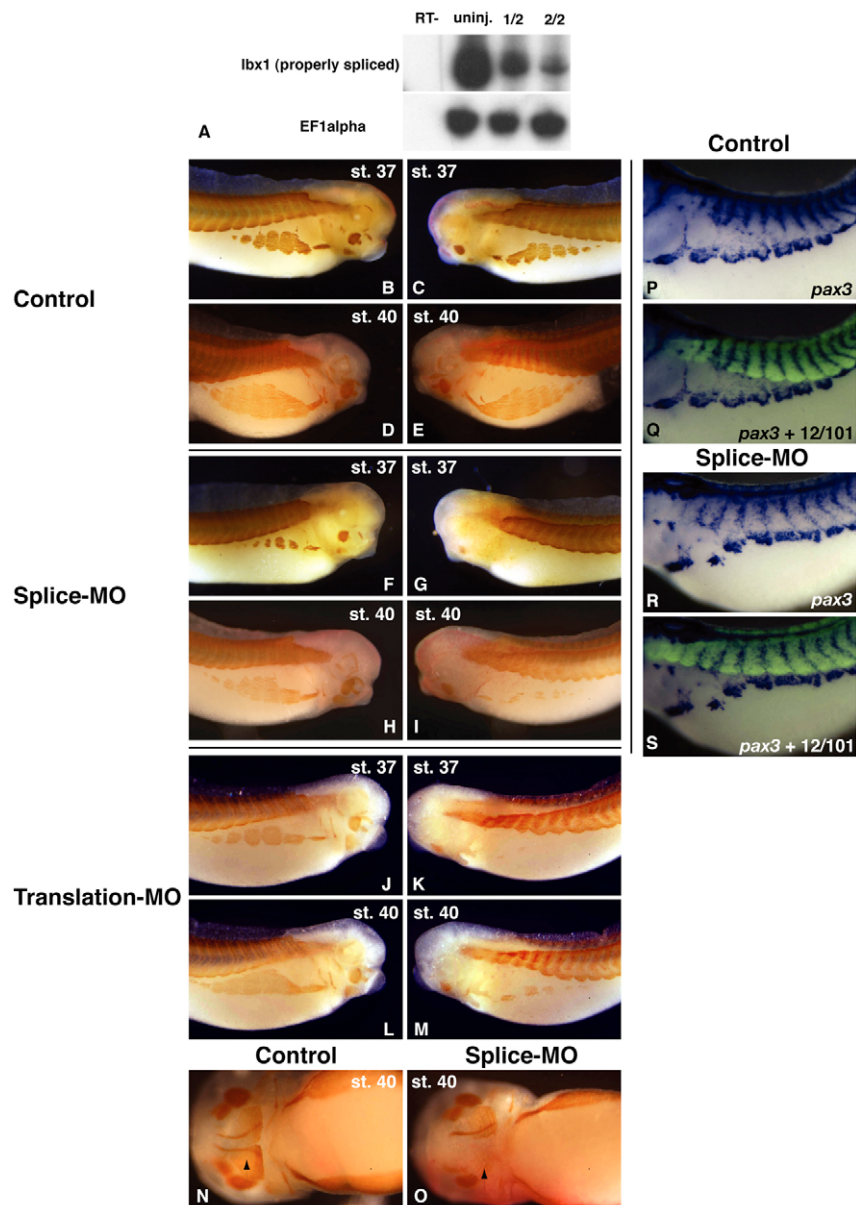 RT- uninj. 1/2 2/2
lbx1 (properly spliced)
A EF1alpha
Control
Control
st. 37 st. 37
B C
P pax3
st. 40 st. 40
D E
Q pax3 + 12/101
Splice-MO
Splice-MO
st. 37 st. 37
F G
R pax3
st. 40 st. 40
H I
S pax3 + 12/101
Translation-MO
st. 37 st. 37
J K
st. 40 st. 40
L M
Control Splice-MO
st. 40 st. 40
N O